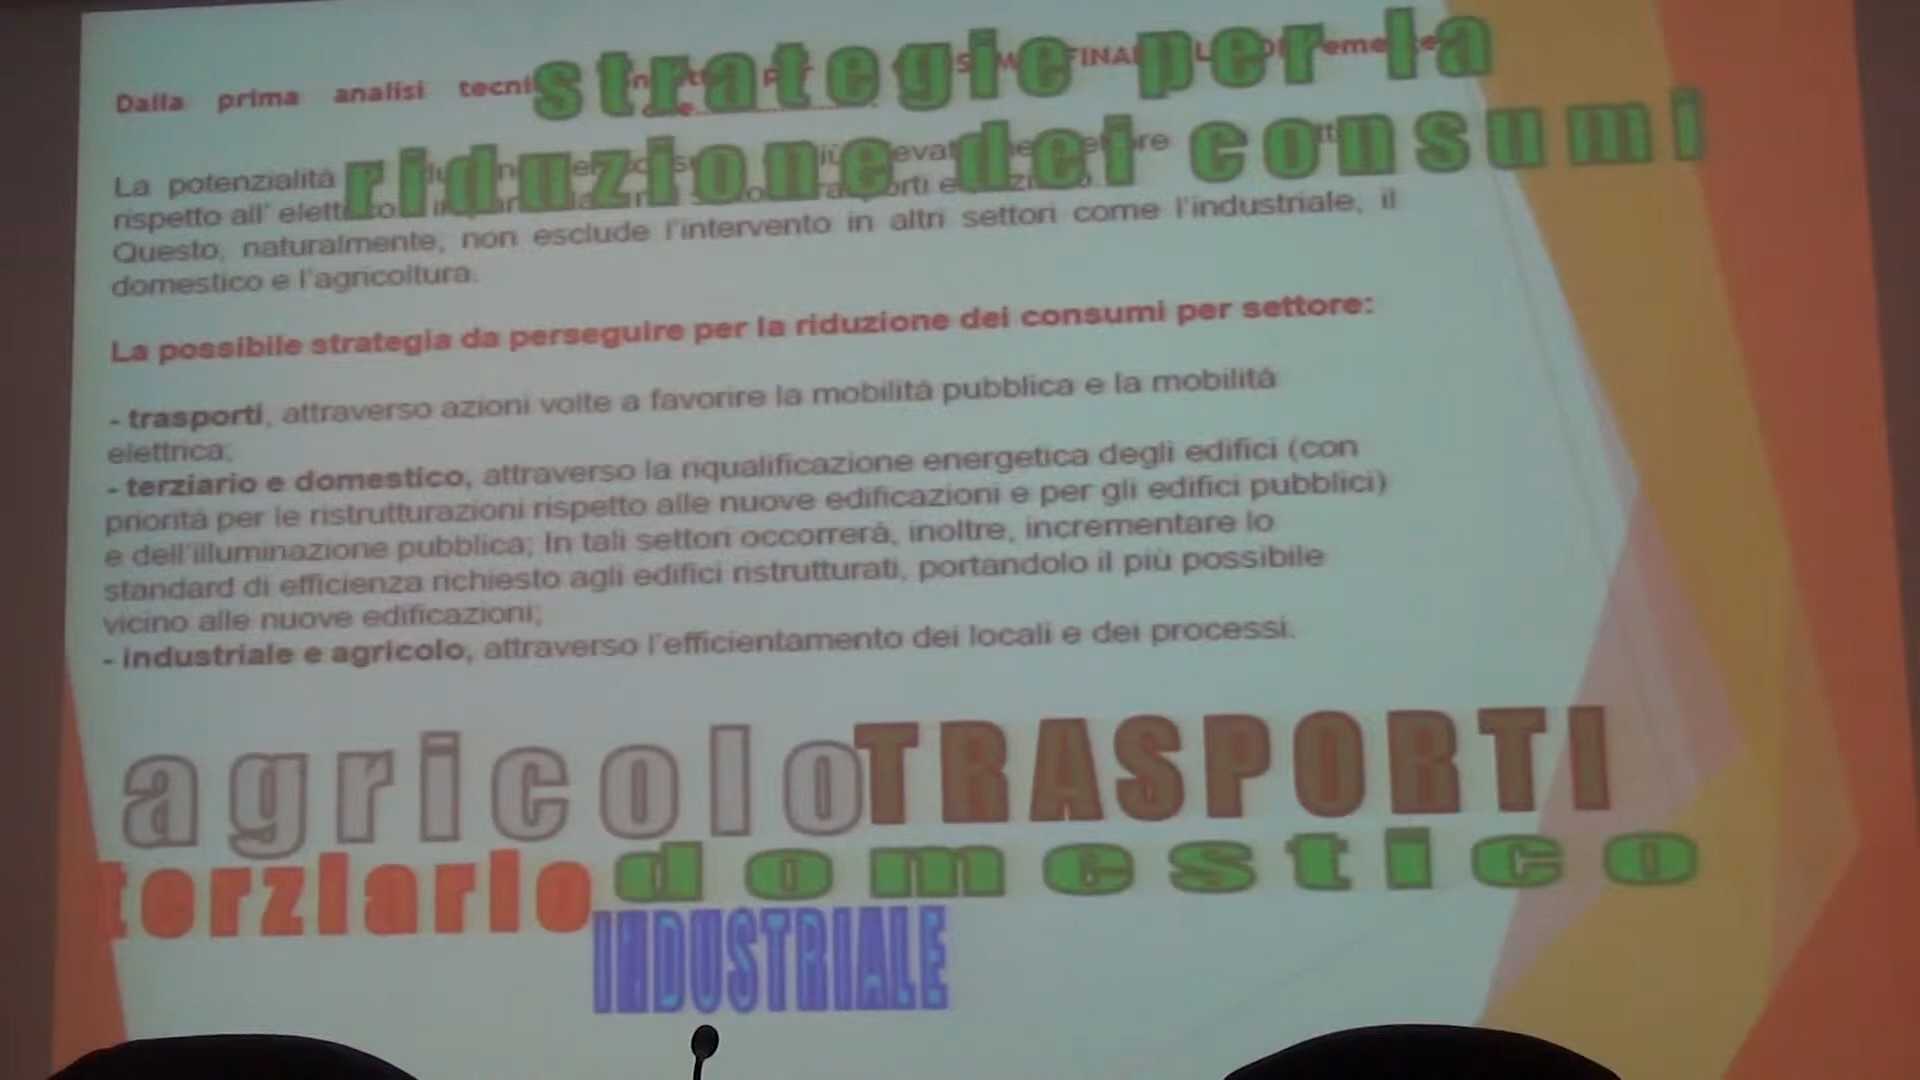 strategie per la
riduzione dei consumi
Dalla prima analisi
La potenzialità
rispetto all'
Questo, naturalmente, non esclude l'intervento in altri settori come l'industriale, il
domestico e l'agricoltura.
La possibile strategia da perseguire per la riduzione dei consumi per settore:
- trasporti, attraverso azioni volte a favorire la mobilità pubblica e la mobilità
elettrica;
- terziario e domestico, attraverso la riqualificazione energetica degli edifici (con
priorità per le ristrutturazioni rispetto alle nuove edificazioni e per gli edifici pubblici)
e dell'illuminazione pubblica; In tali settori occorrerà, inoltre, incrementare lo
standard di efficienza richiesto agli edifici ristrutturati, portandolo il più possibile
vicino alle nuove edificazioni;
- industriale e agricolo, attraverso l'efficientamento dei locali e dei processi.
agricolo TRASPORTI
terziario domestico
INDUSTRIALE